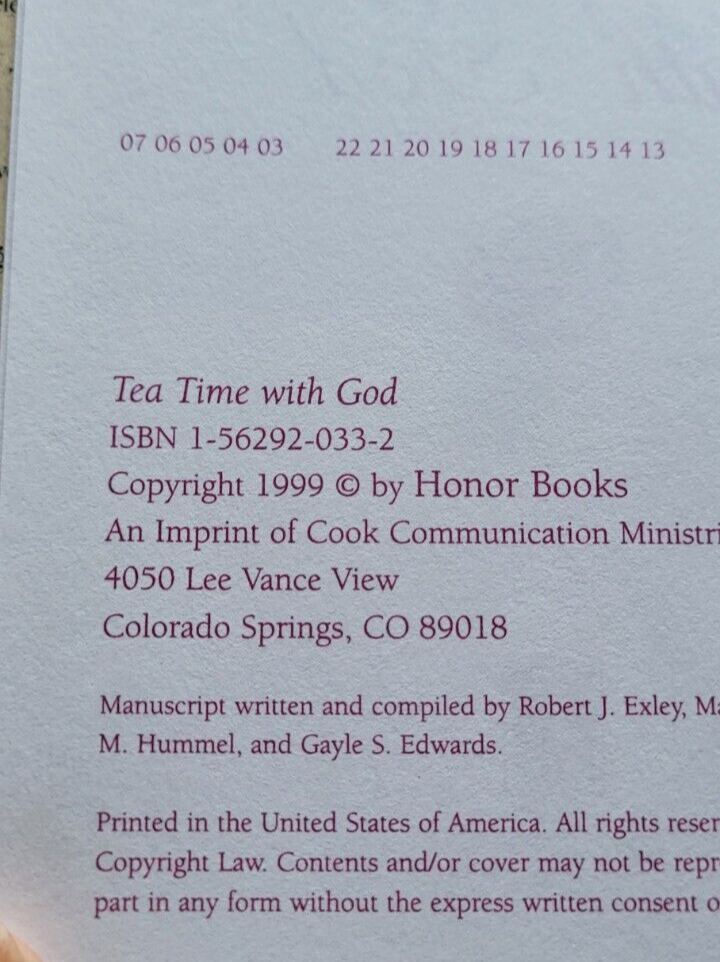 07 06 05 04 03 22 21 20 19 18 17 16 15 14 13
Tea Time with God
ISBN 1-56292-033-2
Copyright 1999 © by Honor Books
An Imprint of Cook Communication Ministri
4050 Lee Vance View
Colorado Springs, CO 89018
Manuscript written and compiled by Robert J. Exley, Ma
M. Hummel, and Gayle S. Edwards.
Printed in the United States of America. All rights reser
Copyright Law. Contents and/or cover may not be repr
part in any form without the express written consent o